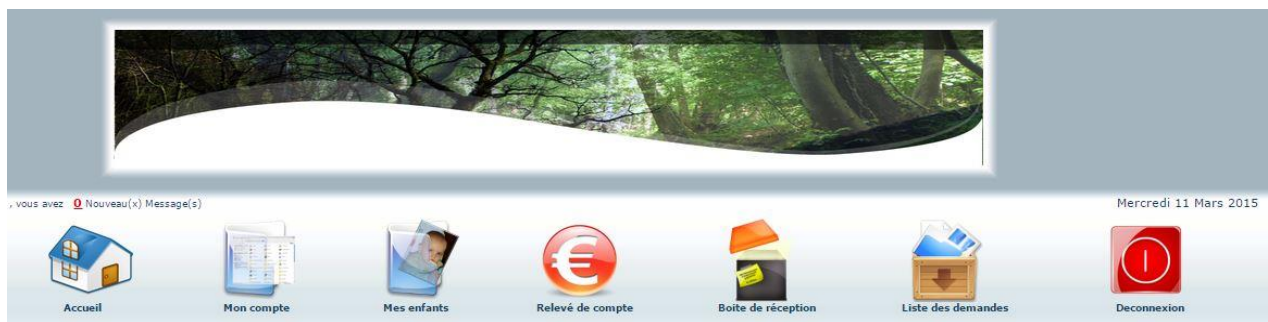 , vous avez 0 Nouveau(x) Message(s)
Mercredi 11 Mars 2015
Accueil
Mon compte
Mes enfants
Relevé de compte
Boite de réception
Liste des demandes
Deconnexion